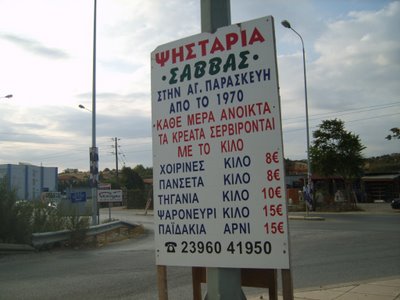 ΨΗΣΤΑΡΙΑ
·ΣΑΒΒΑΣ·
ΣΤΗΝ ΑΓ. ΠΑΡΑΣΚΕΥΗ
ΑΠΟ ΤΟ 1970
·ΚΑΘΕ ΜΕΡΑ ΑΝΟΙΚΤΑ·
ΤΑ ΚΡΕΑΤΑ ΣΕΡΒΙΡΟΝΤΑΙ
ΜΕ ΤΟ ΚΙΛΟ
ΧΟΙΡΙΝΕΣ ΚΙΛΟ 8€
ΠΑΝΣΕΤΑ ΚΙΛΟ 8€
ΤΗΓΑΝΙΑ ΚΙΛΟ 10€
ΨΑΡΟΝΕΥΡΙ ΚΙΛΟ 15€
ΠΑΪΔΑΚΙΑ ΑΡΝΙ 15€
☎ 23960 41950